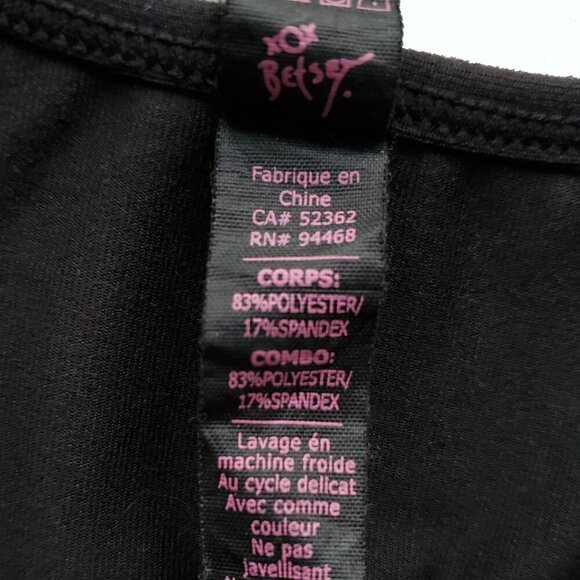 xOx
Betsey.
Fabrique en
Chine
CA# 52362
RN# 94468
CORPS:
83%POLYESTER/
17%SPANDEX
COMBO:
83%POLYESTER/
17%SPANDEX
Lavage én
machine froide
Au cycle delicat
Avec comme
couleur
Ne pas
javellisant